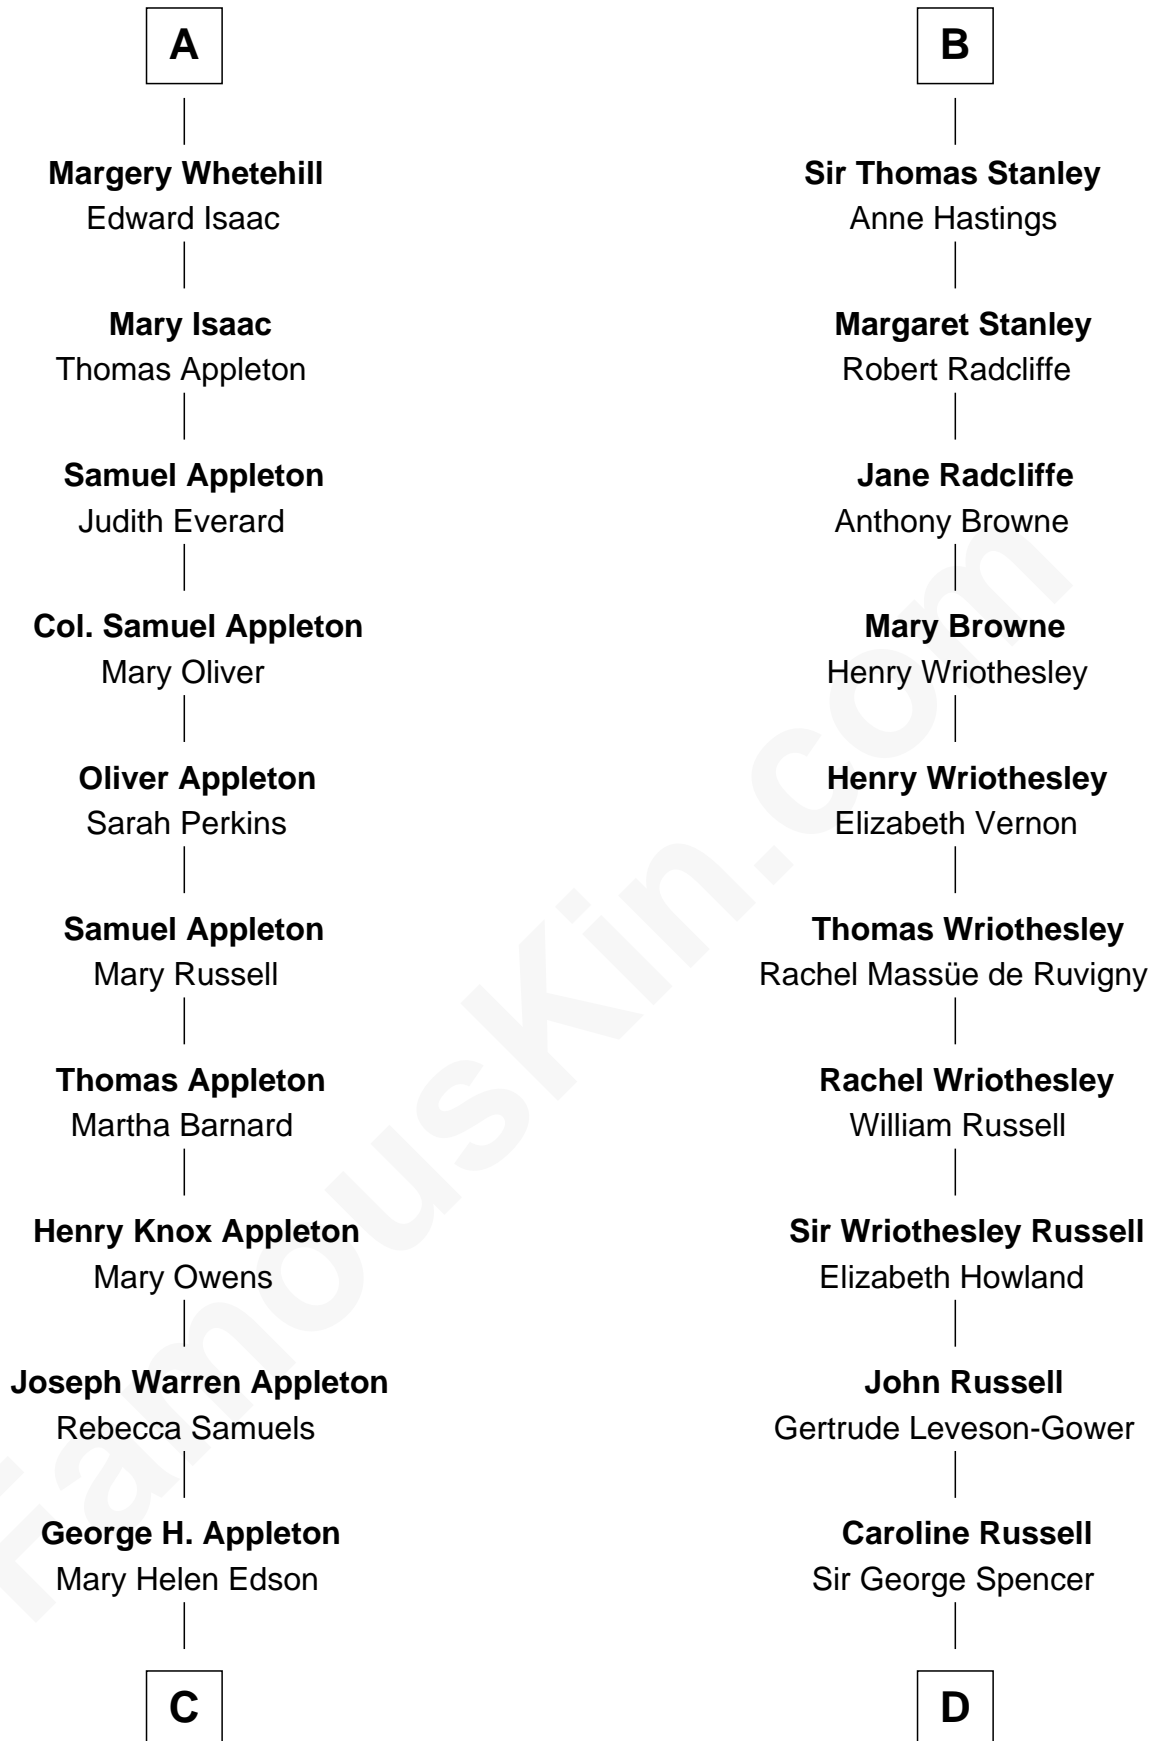 A
Margery Whetehill
Edward Isaac
Mary Isaac
Thomas Appleton
Samuel Appleton
Judith Everard
Col. Samuel Appleton
Mary Oliver
Oliver Appleton
Sarah Perkins
Samuel Appleton
Mary Russell
Thomas Appleton
Martha Barnard
Henry Knox Appleton
Mary Owens
Joseph Warren Appleton
Rebecca Samuels
George H. Appleton
Mary Helen Edson
C
B
Sir Thomas Stanley
Anne Hastings
Margaret Stanley
Robert Radcliffe
Jane Radcliffe
Anthony Browne
Mary Browne
Henry Wriothesley
Henry Wriothesley
Elizabeth Vernon
Thomas Wriothesley
Rachel Massüe de Ruvigny
Rachel Wriothesley
William Russell
Sir Wriothesley Russell
Elizabeth Howland
John Russell
Gertrude Leveson-Gower
Caroline Russell
Sir George Spencer
D
FamousKin.com